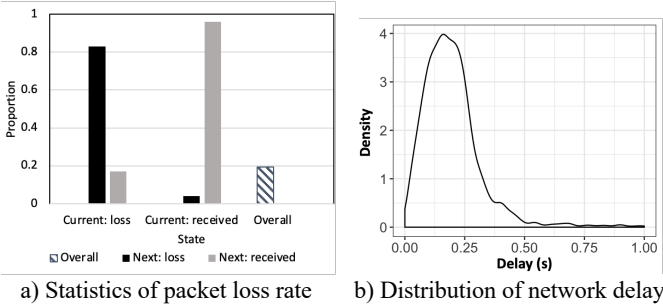 1
0.8
0.6
0.4
0.2
0
Proportion
Current: loss Current: received Overall
State
Overall Next: loss Next: received
a) Statistics of packet loss rate
4
3
2
1
0
Density
0.00 0.25 0.50 0.75 1.00
Delay (s)
b) Distribution of network delay